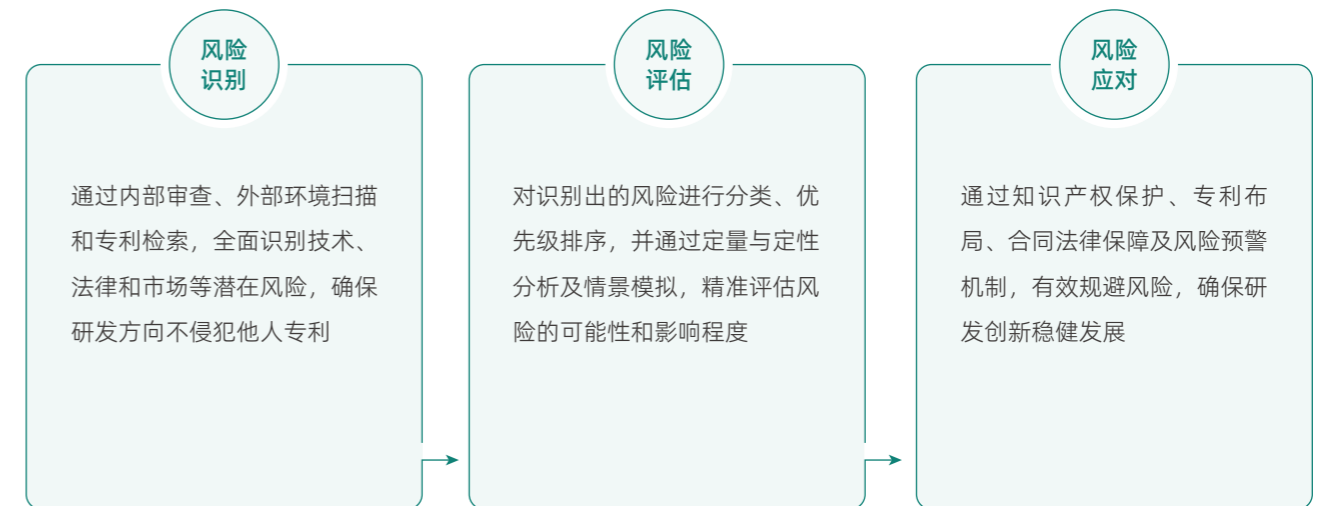 风险
识别
通过内部审查、外部环境扫描
和专利检索，全面识别技术、
法律和市场等潜在风险，确保
研发方向不侵犯他人专利
风险
评估
对识别出的风险进行分类、优
先级排序，并通过定量与定性
分析及情景模拟，精准评估风
险的可能性和影响程度
风险
应对
通过知识产权保护、专利布
局、合同法律保障及风险预警
机制，有效规避风险，确保研
发创新稳健发展